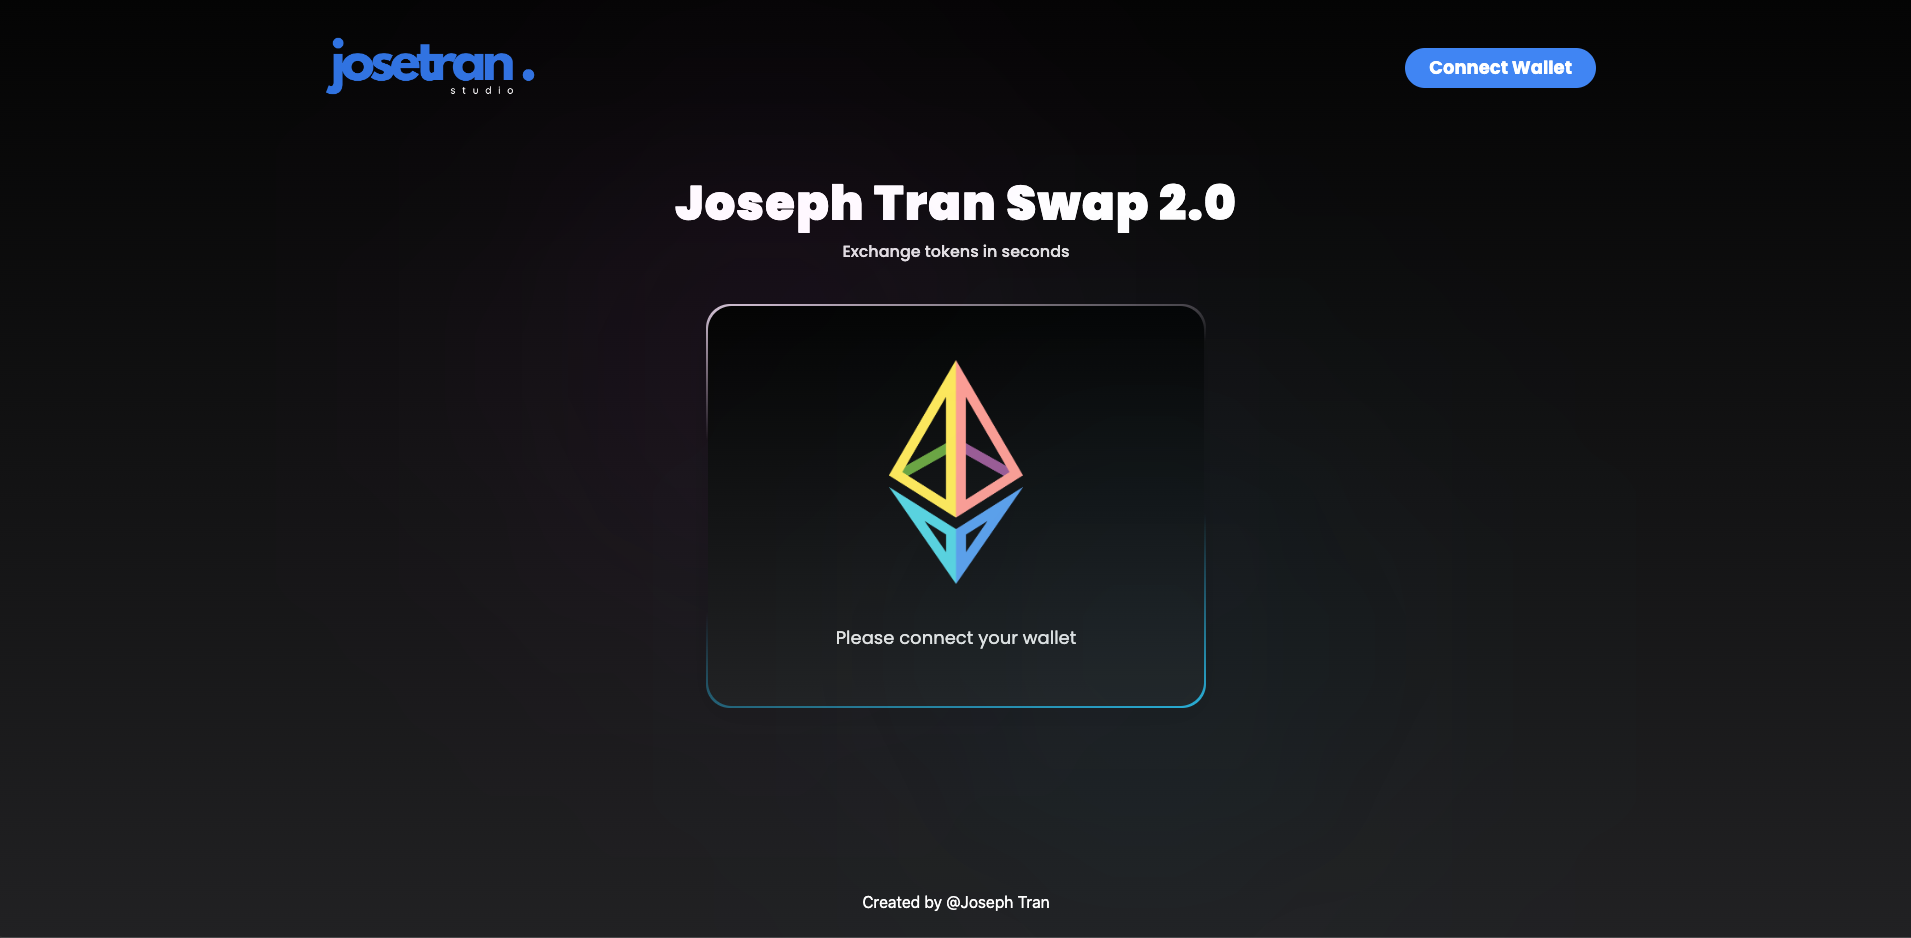 josetran.
studio
Connect Wallet
Joseph Tran Swap 2.0
Exchange tokens in seconds
Please connect your wallet
Created by @Joseph Tran